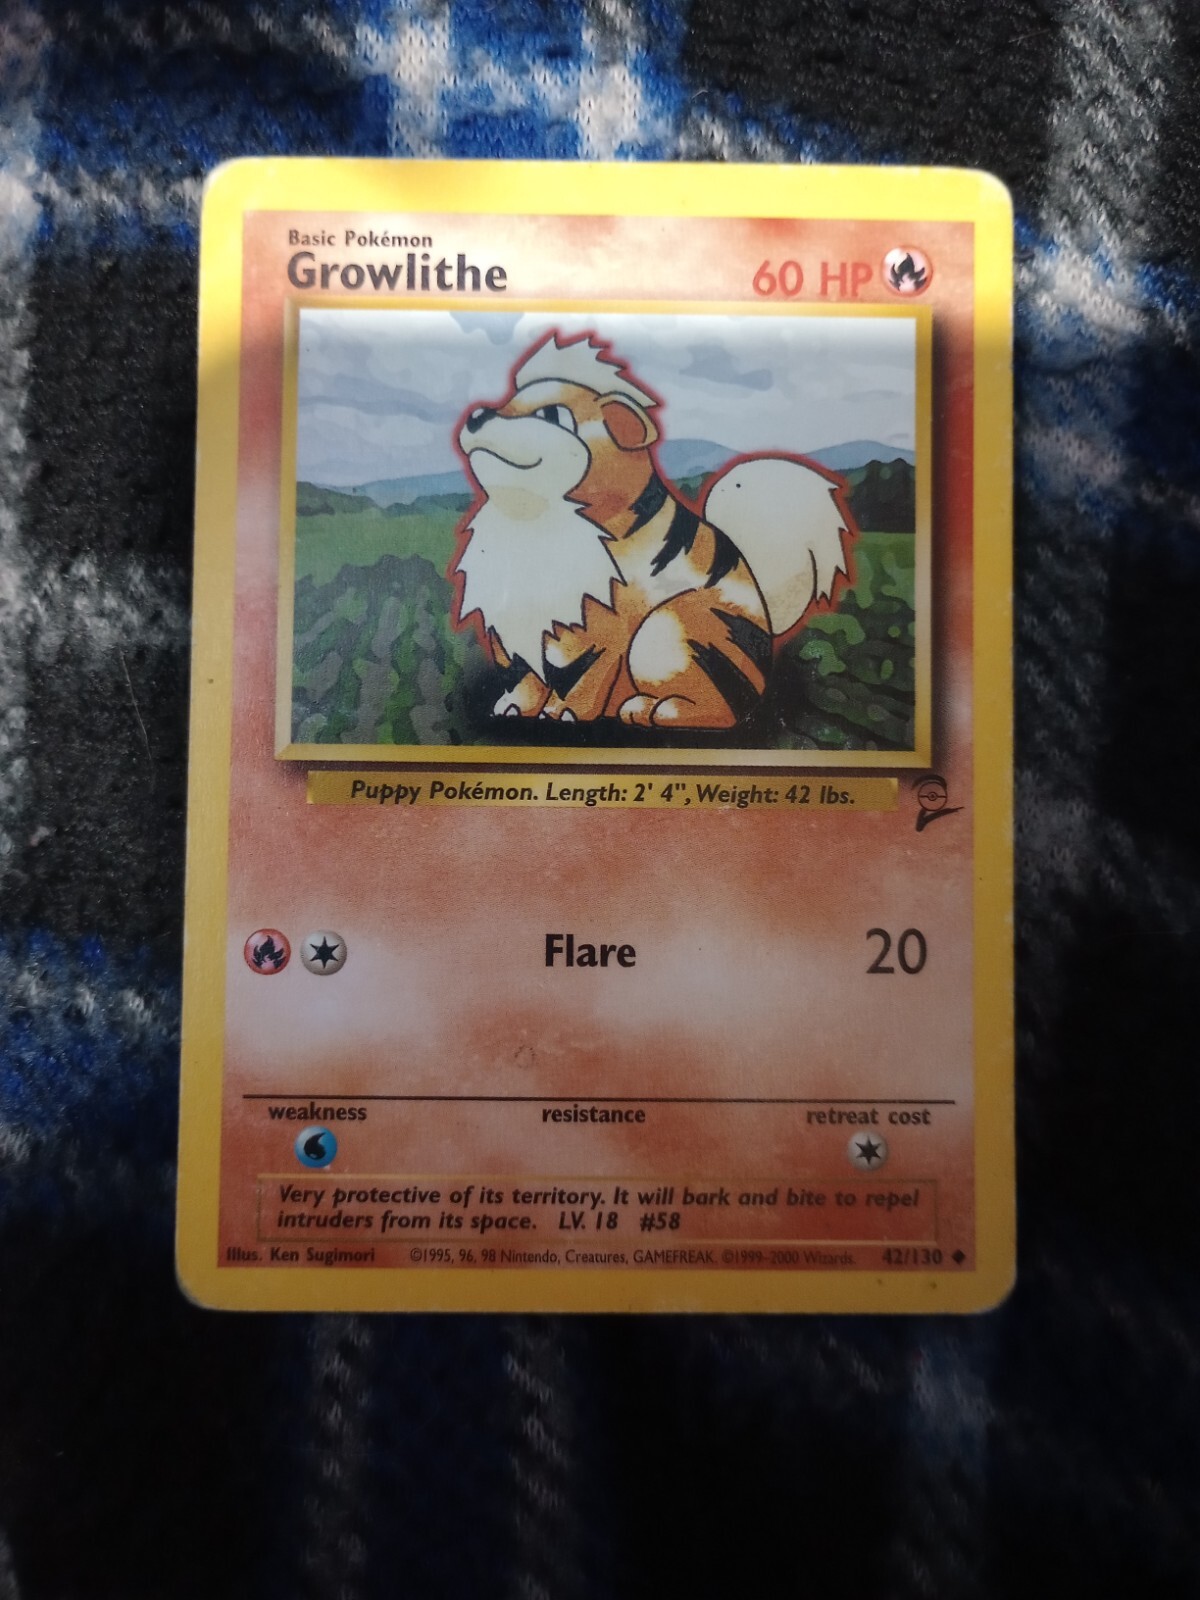 Basic Pokémon
Growlithe
60 HP
Puppy Pokémon. Length: 2' 4", Weight: 42 lbs.
Flare 20
weakness resistance retreat cost
Very protective of its territory. It will bark and bite to repel
intruders from its space. LV. 18 #58
Illus. Ken Sugimori ©1995, 96, 98 Nintendo, Creatures, GAMEFREAK. ©1999-2000 Wizards. 42/130 ◆